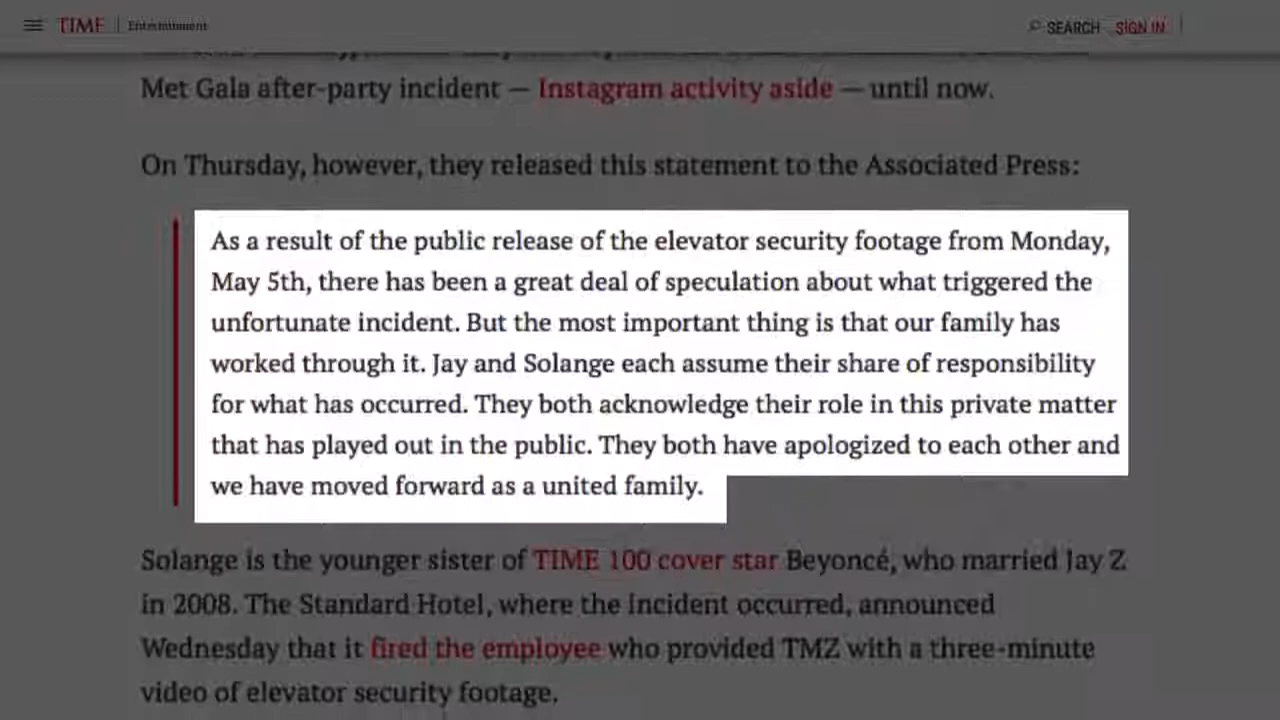 TIME | Entertainment
SEARCH SIGN IN
Met Gala after-party incident — Instagram activity aside — until now.
On Thursday, however, they released this statement to the Associated Press:
As a result of the public release of the elevator security footage from Monday,
May 5th, there has been a great deal of speculation about what triggered the
unfortunate incident. But the most important thing is that our family has
worked through it. Jay and Solange each assume their share of responsibility
for what has occurred. They both acknowledge their role in this private matter
that has played out in the public. They both have apologized to each other and
we have moved forward as a united family.
Solange is the younger sister of TIME 100 cover star Beyoncé, who married Jay Z
in 2008. The Standard Hotel, where the incident occurred, announced
Wednesday that it fired the employee who provided TMZ with a three-minute
video of elevator security footage.